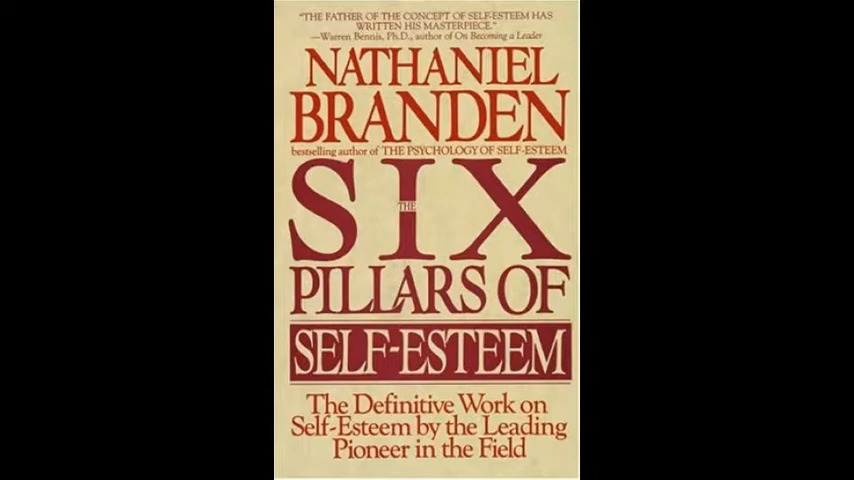 "THE FATHER OF THE CONCEPT OF SELF-ESTEEM HAS
WRITTEN HIS MASTERPIECE."
—Warren Bennis, Ph.D., author of On Becoming a Leader
NATHANIEL
BRANDEN
bestselling author of THE PSYCHOLOGY OF SELF-ESTEEM
THE
SIX
PILLARS OF
SELF-ESTEEM
The Definitive Work on
Self-Esteem by the Leading
Pioneer in the Field